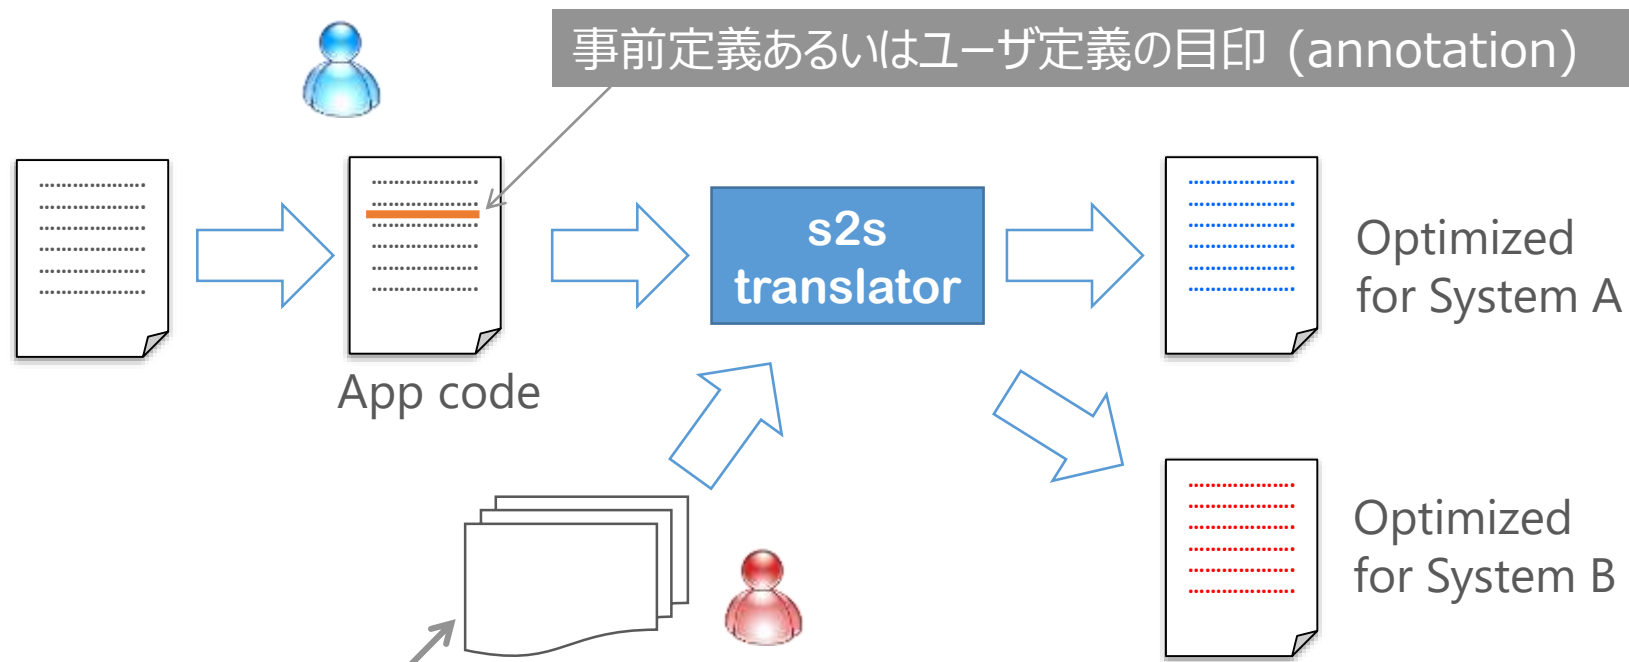 事前定義あるいはユーザ定義の目印 (annotation)
s2s
translator
Optimized
for System A
App code
Optimized
for System B